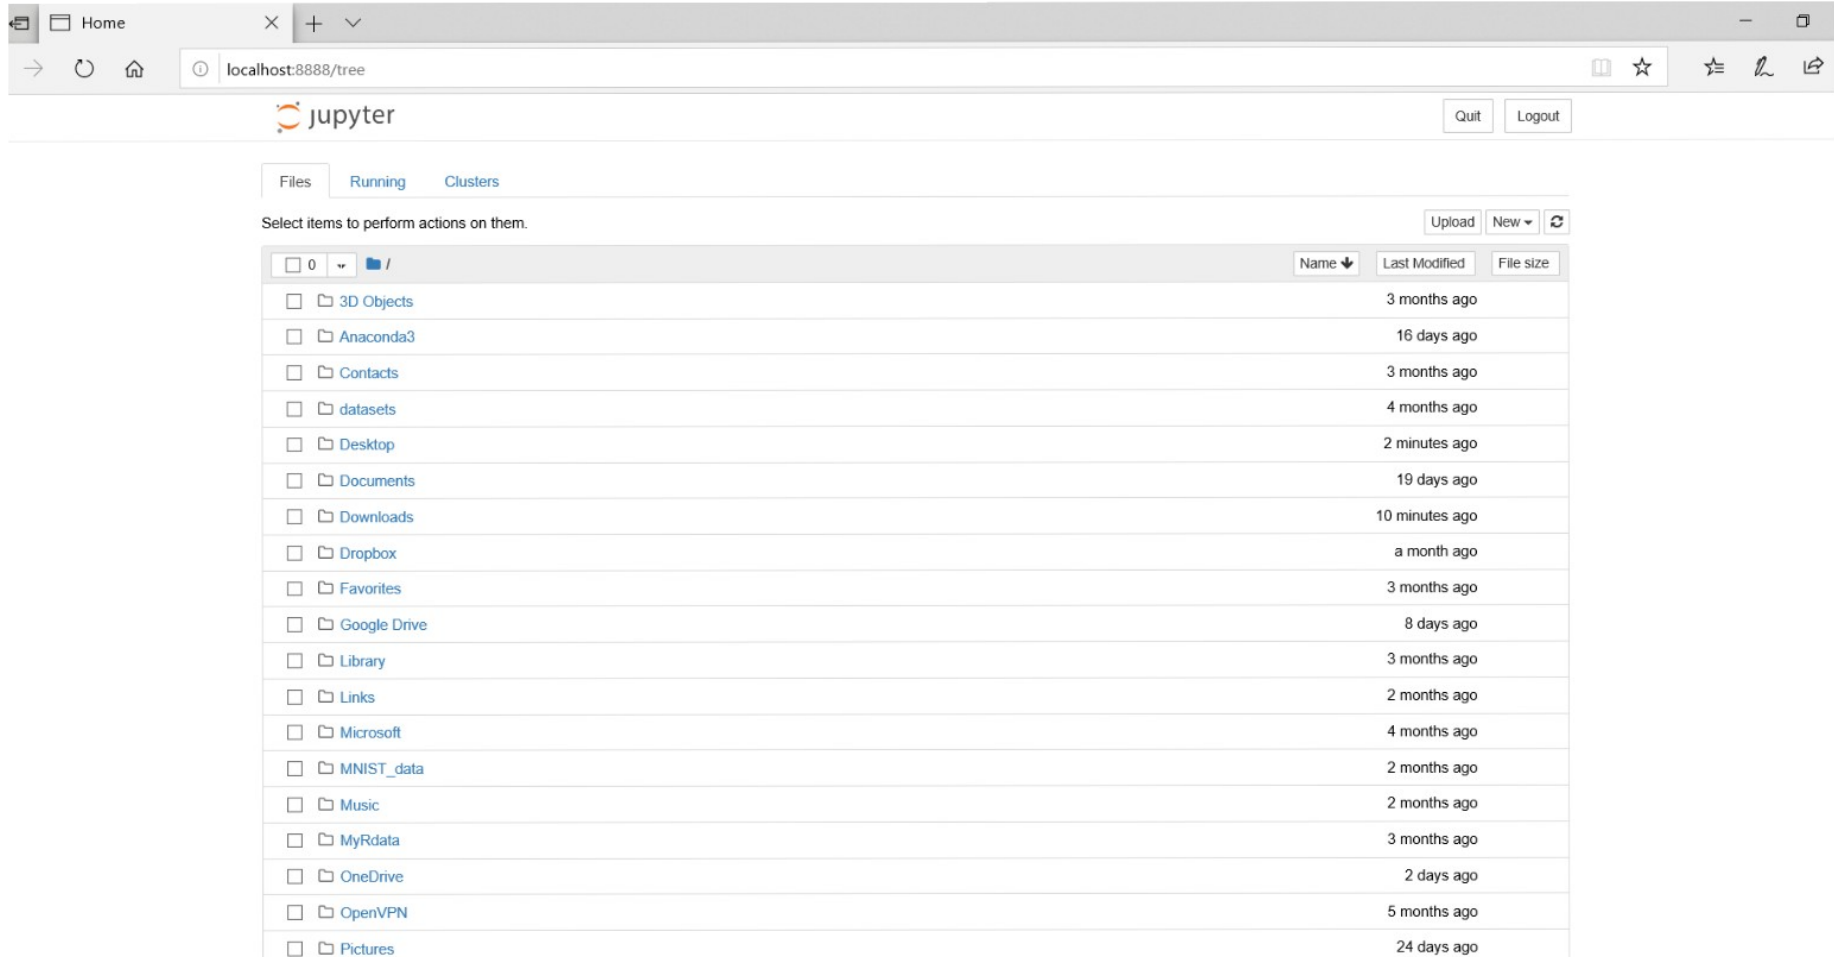 Home
localhost:8888/tree
jupyter
Quit Logout
Files Running Clusters
Select items to perform actions on them.
Upload New
0 / Name Last Modified File size
3D Objects 3 months ago
Anaconda3 16 days ago
Contacts 3 months ago
datasets 4 months ago
Desktop 2 minutes ago
Documents 19 days ago
Downloads 10 minutes ago
Dropbox a month ago
Favorites 3 months ago
Google Drive 8 days ago
Library 3 months ago
Links 2 months ago
Microsoft 4 months ago
MNIST_data 2 months ago
Music 2 months ago
MyRdata 3 months ago
OneDrive 2 days ago
OpenVPN 5 months ago
Pictures 24 days ago